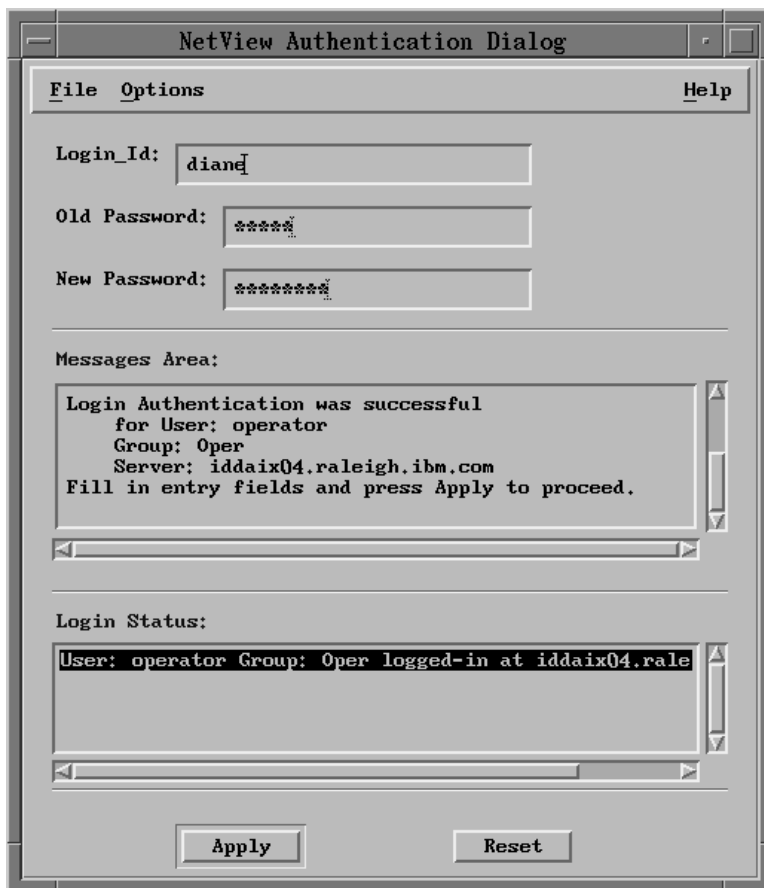 NetView Authentication Dialog
File Options Help
Login_Id: diane
Old Password: *****
New Password: ********
Messages Area:
Login Authentication was successful
for User: operator
Group: Oper
Server: iddaix04.raleigh.ibm.com
Fill in entry fields and press Apply to proceed.
Login Status:
User: operator Group: Oper logged-in at iddaix04.rale
Apply Reset